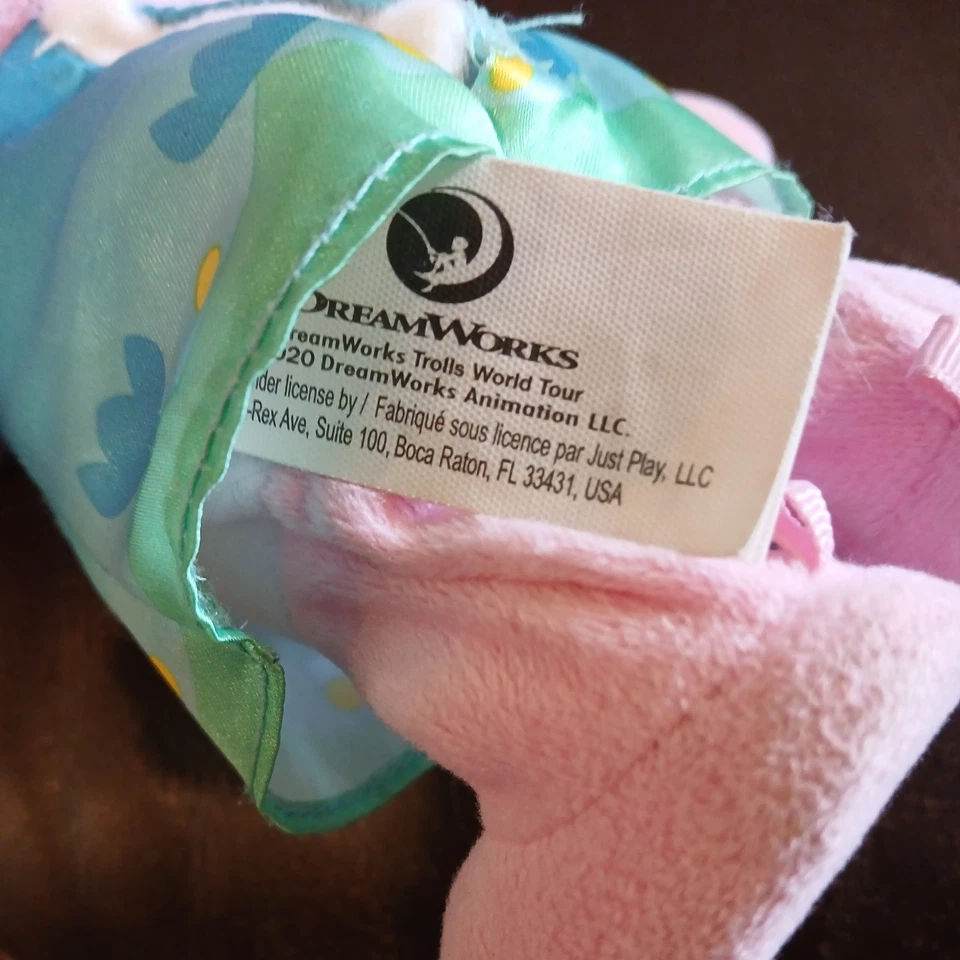 DREAMWORKS
reamWorks Trolls World Tour
020 DreamWorks Animation LLC.
der license by / Fabriqué sous licence par Just Play, LLC
-Rex Ave, Suite 100, Boca Raton, FL 33431, USA